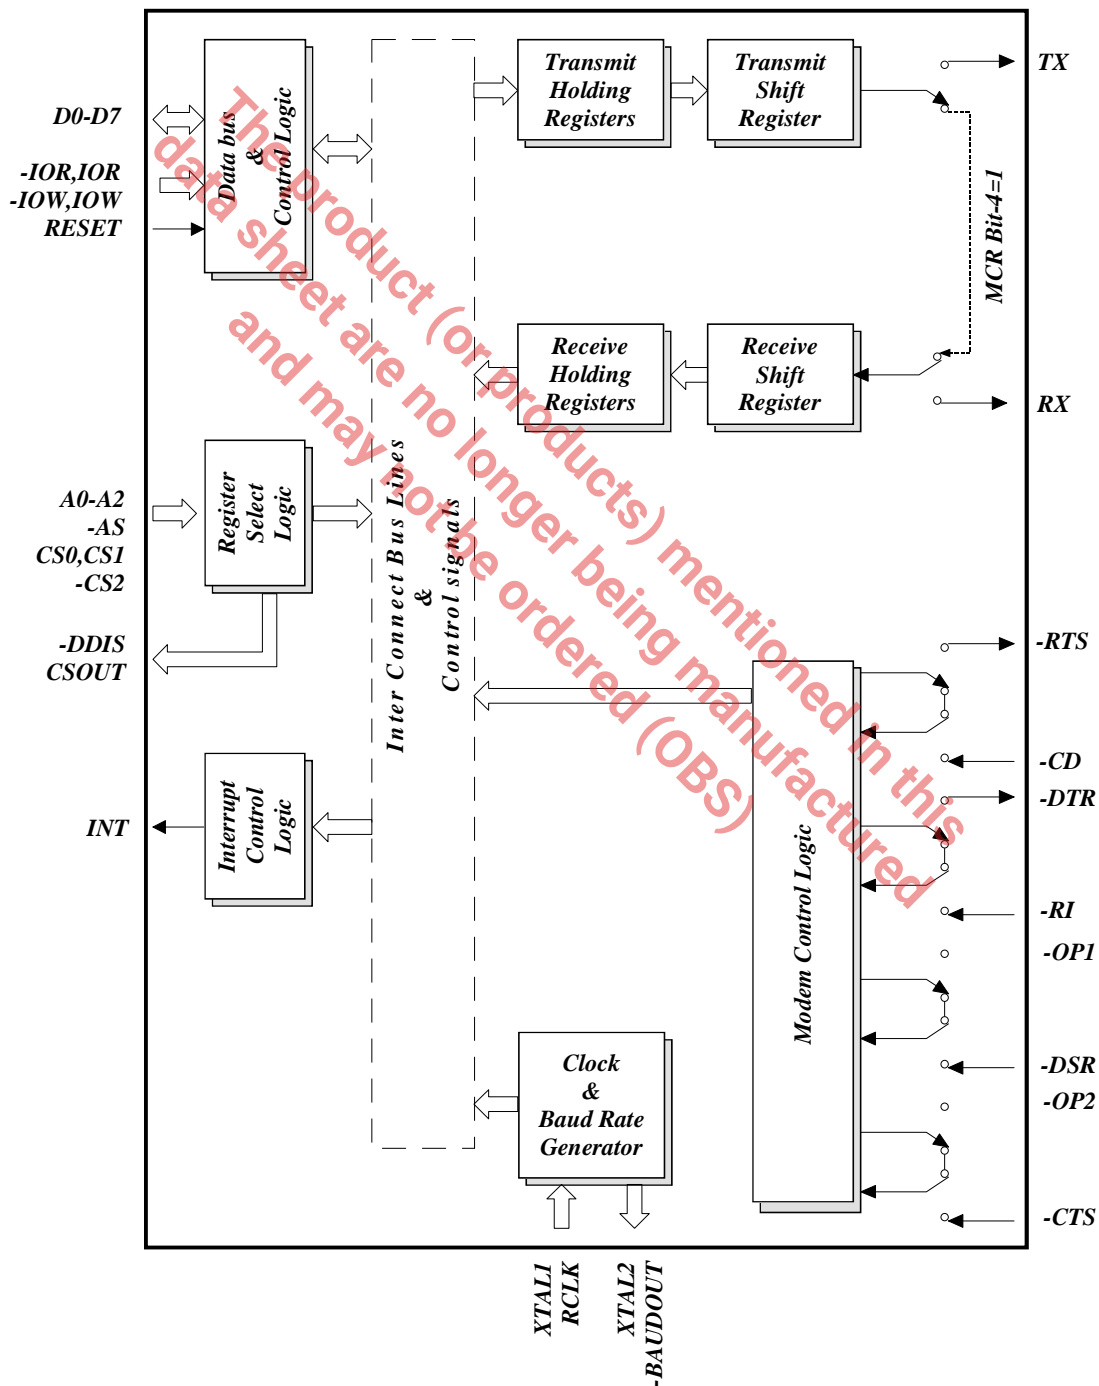 D0-D7
-IOR,IOR
-IOW,IOW
RESET
Data bus
&
Control Logic
A0-A2
-AS
CS0,CS1
-CS2
-DDIS
CSOUT
Register
Select
Logic
INT
Interrupt
Control
Logic
Inter Connect Bus Lines
&
Control signals
Transmit
Holding
Registers
Transmit
Shift
Register
Receive
Holding
Registers
Receive
Shift
Register
TX
MCR Bit-4=1
RX
Modem Control Logic
-RTS
-CD
-DTR
-RI
-OP1
-DSR
-OP2
-CTS
Clock
&
Baud Rate
Generator
XTAL1
RCLK
XTAL2
-BAUDOUT
The product (or products) mentioned in this
data sheet are no longer being manufactured
and may not be ordered (OBS)